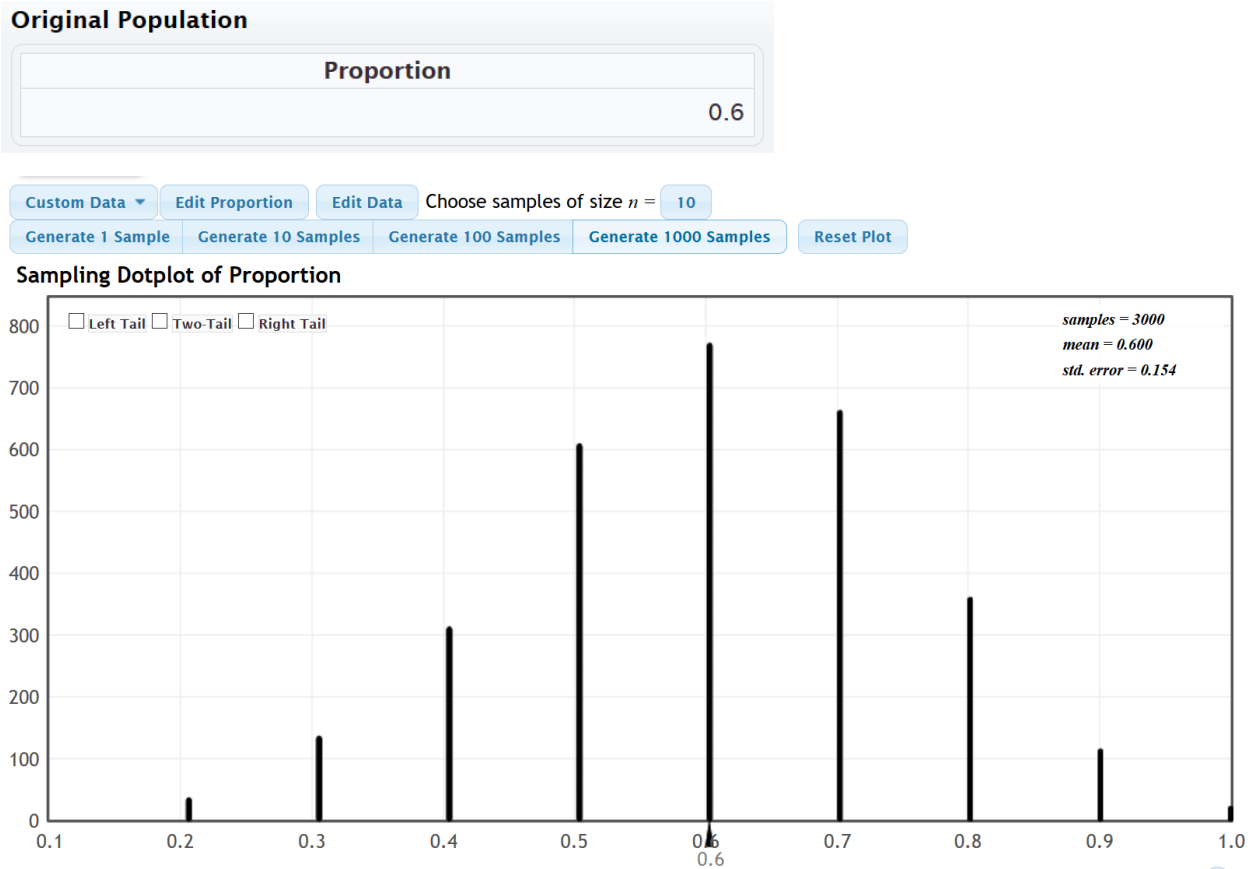 Original Population
Proportion
0.6
Custom Data Edit Proportion Edit Data Choose samples of size n = 10
Generate 1 Sample Generate 10 Samples Generate 100 Samples Generate 1000 Samples Reset Plot
Sampling Dotplot of Proportion
Left Tail Two-Tail Right Tail
samples = 3000
mean = 0.600
std. error = 0.154
800
700
600
500
400
300
200
100
0
0.1 0.2 0.3 0.4 0.5 0.6 0.7 0.8 0.9 1.0
0.6